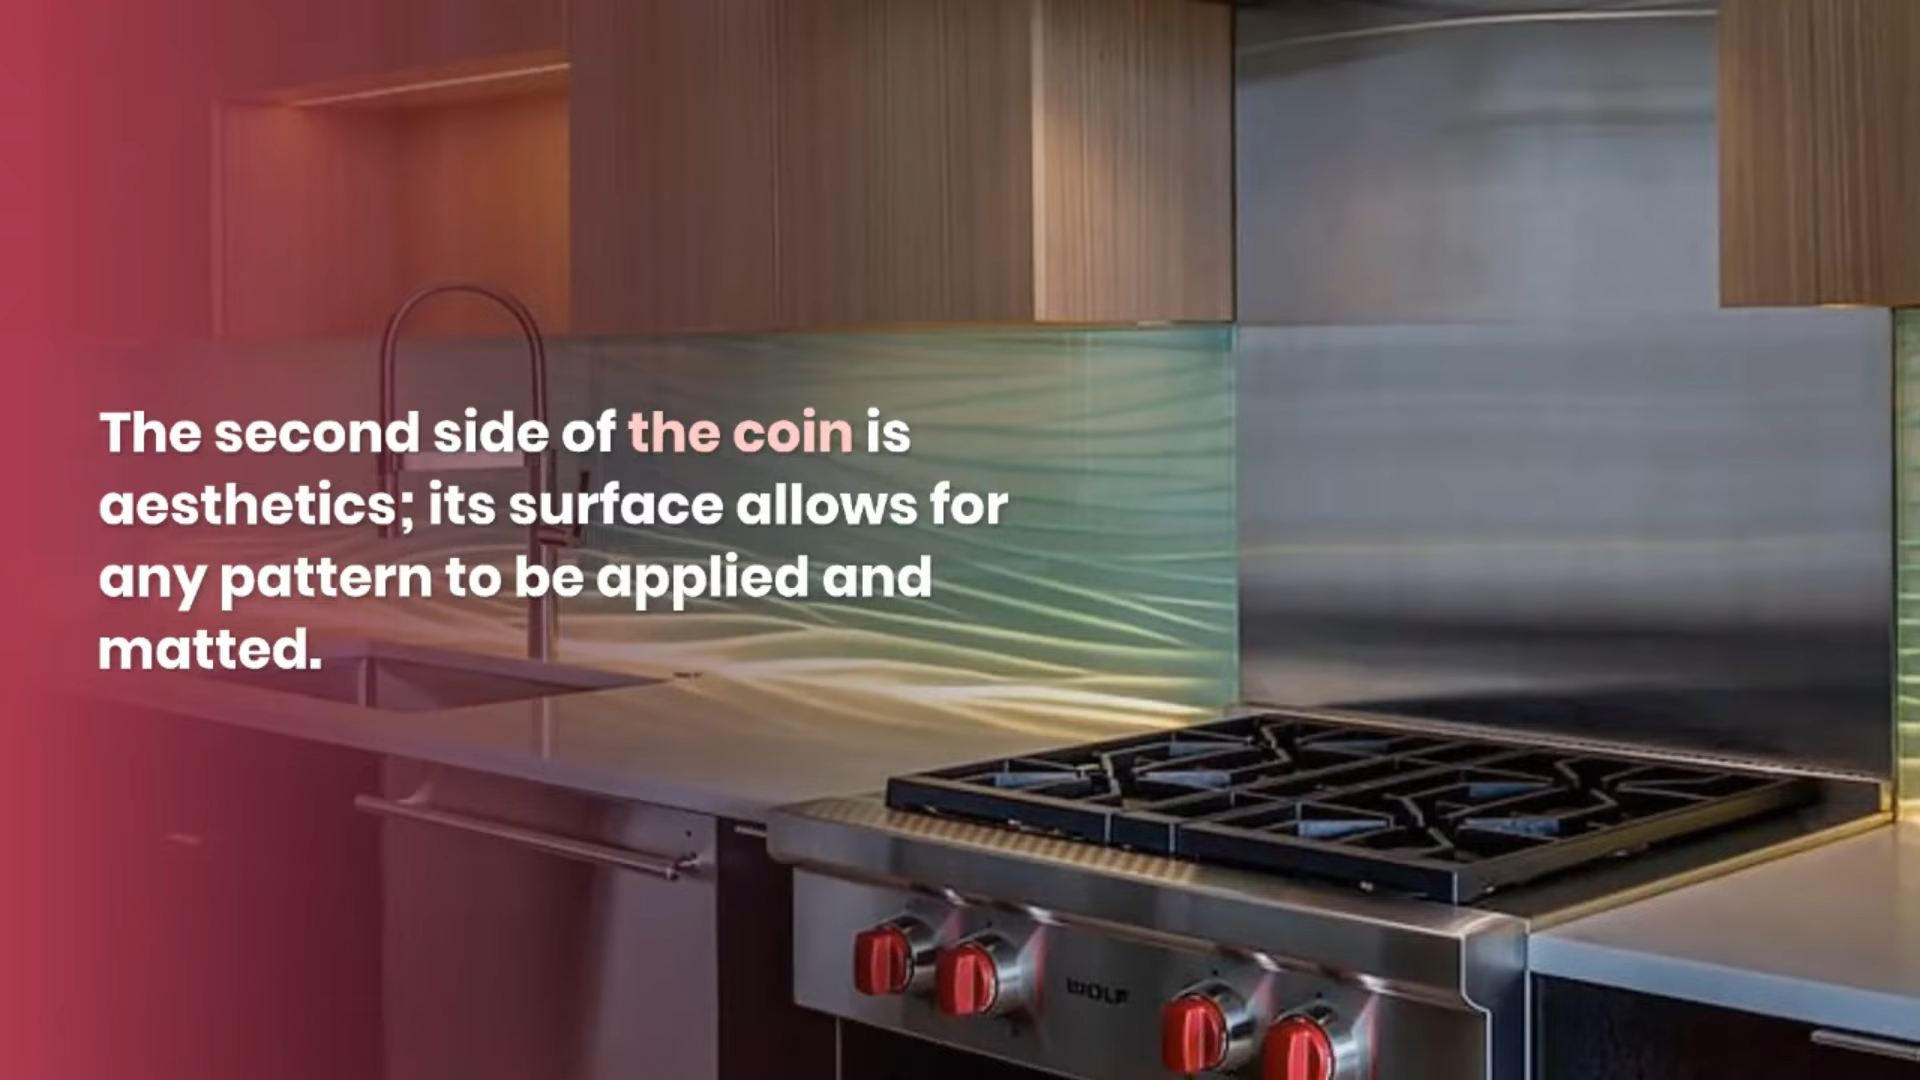 The second side of the coin is
aesthetics; its surface allows for
any pattern to be applied and
matted.
WOLF